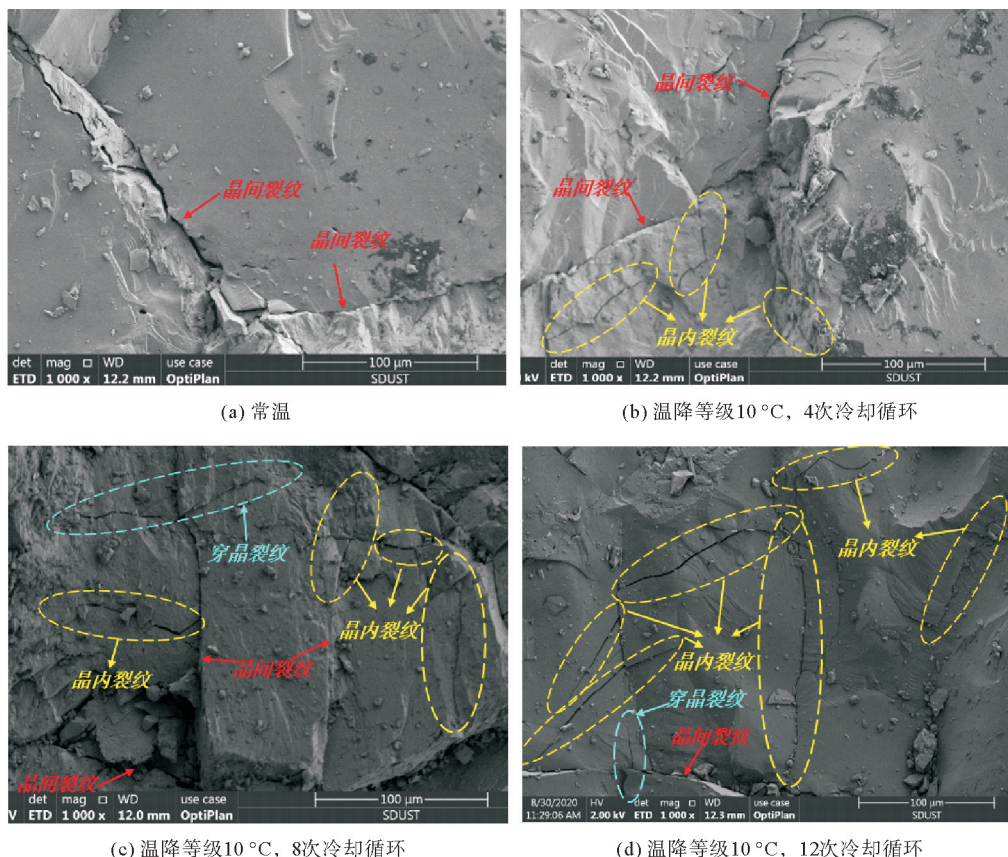 晶间裂纹
晶间裂纹
det mag □ WD use case 100 μm
ETD 1 000 x 12.2 mm OptiPlan SDUST
(a) 常温
晶间裂纹
晶间裂纹
晶内裂纹
det mag □ WD use case 100 μm
kV ETD 1 000 x 12.2 mm OptiPlan SDUST
(b) 温降等级10 °C，4次冷却循环
穿晶裂纹
晶内裂纹
晶间裂纹
晶内裂纹
晶间裂纹
det mag □ WD use case 100 μm
V ETD 1 000 x 12.0 mm OptiPlan SDUST
(c) 温降等级10 °C，8次冷却循环
晶内裂纹
晶内裂纹
穿晶裂纹
晶间裂纹
8/30/2020 HV det mag □ WD use case 100 μm
11:29:06 AM 2.00 kV ETD 1 000 x 12.3 mm OptiPlan SDUST
(d) 温降等级10 °C，12次冷却循环